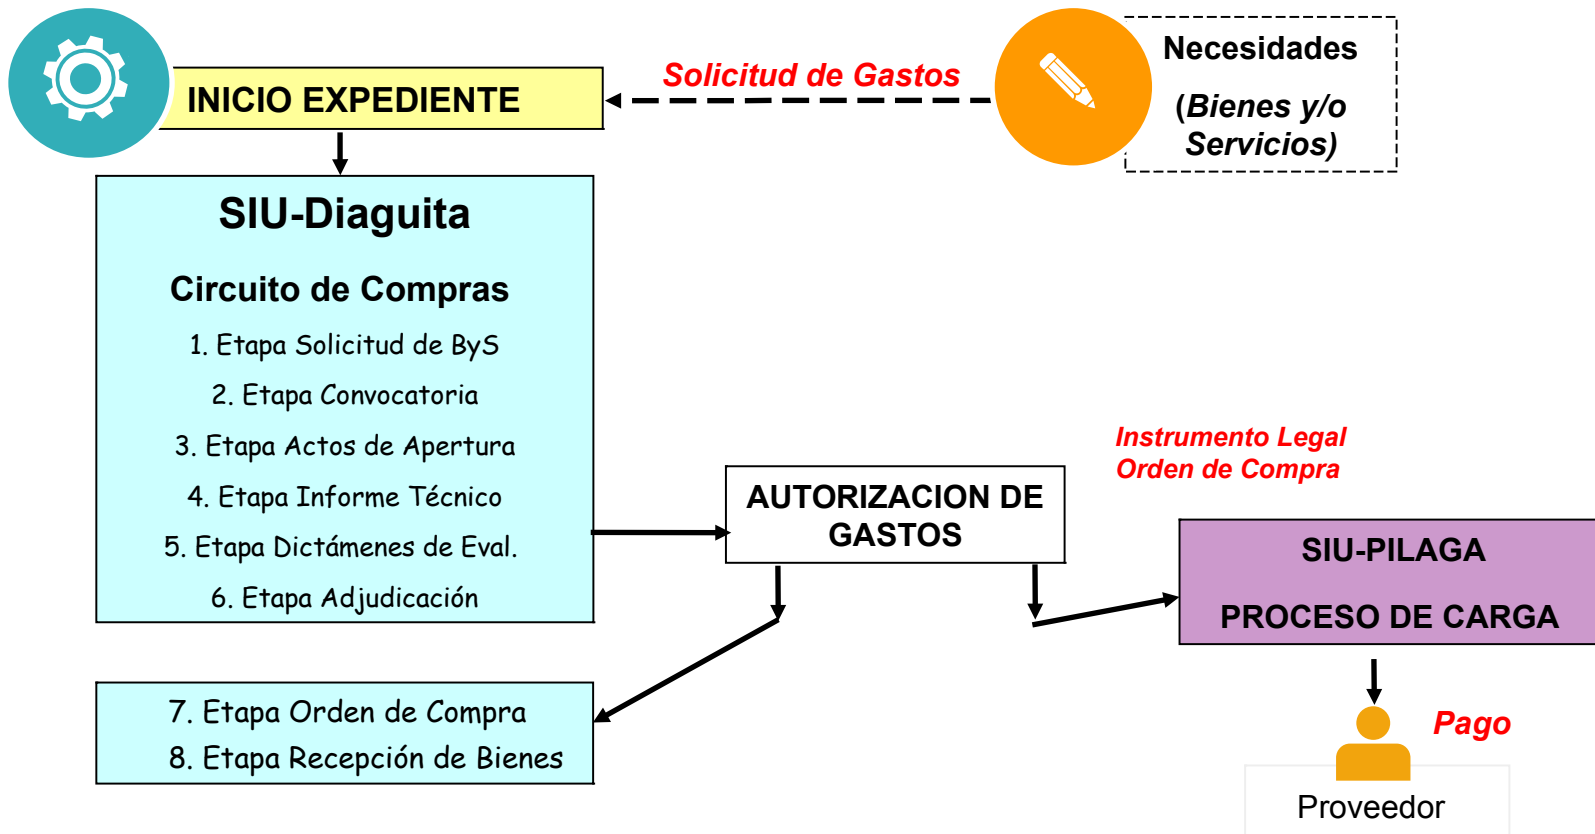 Necesidades
(Bienes y/o
Servicios)
Solicitud de Gastos
INICIO EXPEDIENTE
SIU-Diaguita
Circuito de Compras
1. Etapa Solicitud de ByS
2. Etapa Convocatoria
3. Etapa Actos de Apertura
4. Etapa Informe Técnico
5. Etapa Dictámenes de Eval.
6. Etapa Adjudicación
AUTORIZACION DE
GASTOS
7. Etapa Orden de Compra
8. Etapa Recepción de Bienes
Instrumento Legal
Orden de Compra
SIU-PILAGA
PROCESO DE CARGA
Pago
Proveedor